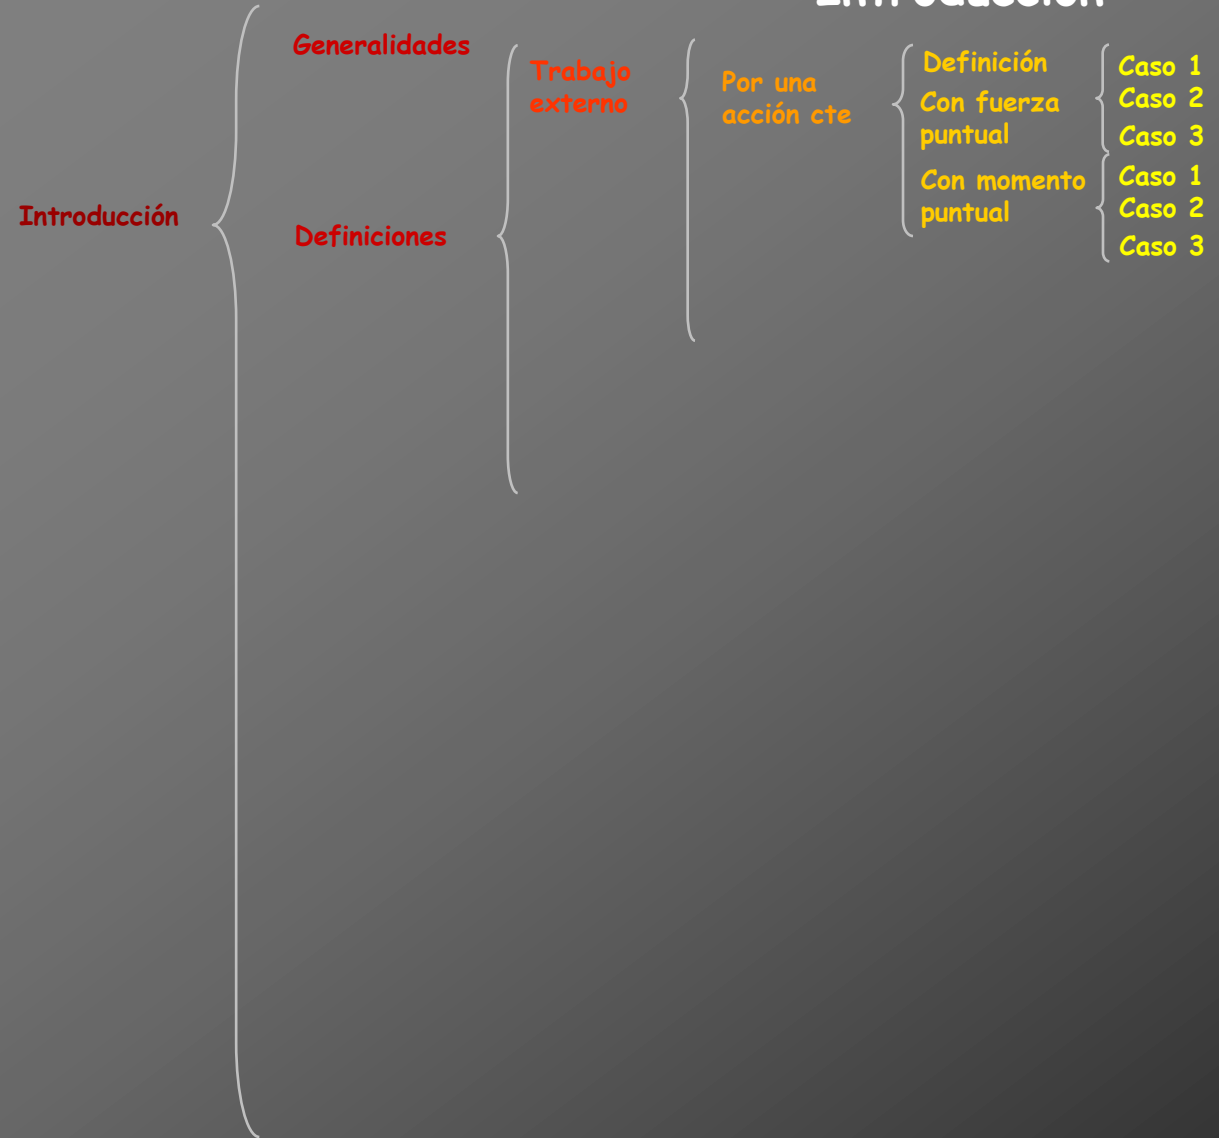 Introducción
Generalidades
Trabajo
externo
Por una
acción cte
Definición
Con fuerza
puntual
Caso 1
Caso 2
Caso 3
Con momento
puntual
Caso 1
Caso 2
Caso 3
Introducción
Definiciones